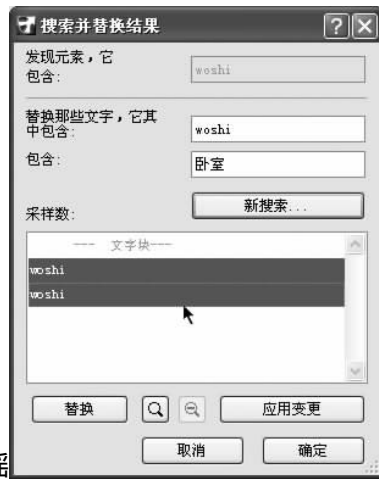 搜索并替换结果
发现元素，它
包含:
woshi
替换那些文字，它其
中包含:
woshi
包含:
卧室
采样数:
新搜索...
--- 文字块---
woshi
woshi
替换
应用变更
取消
确定